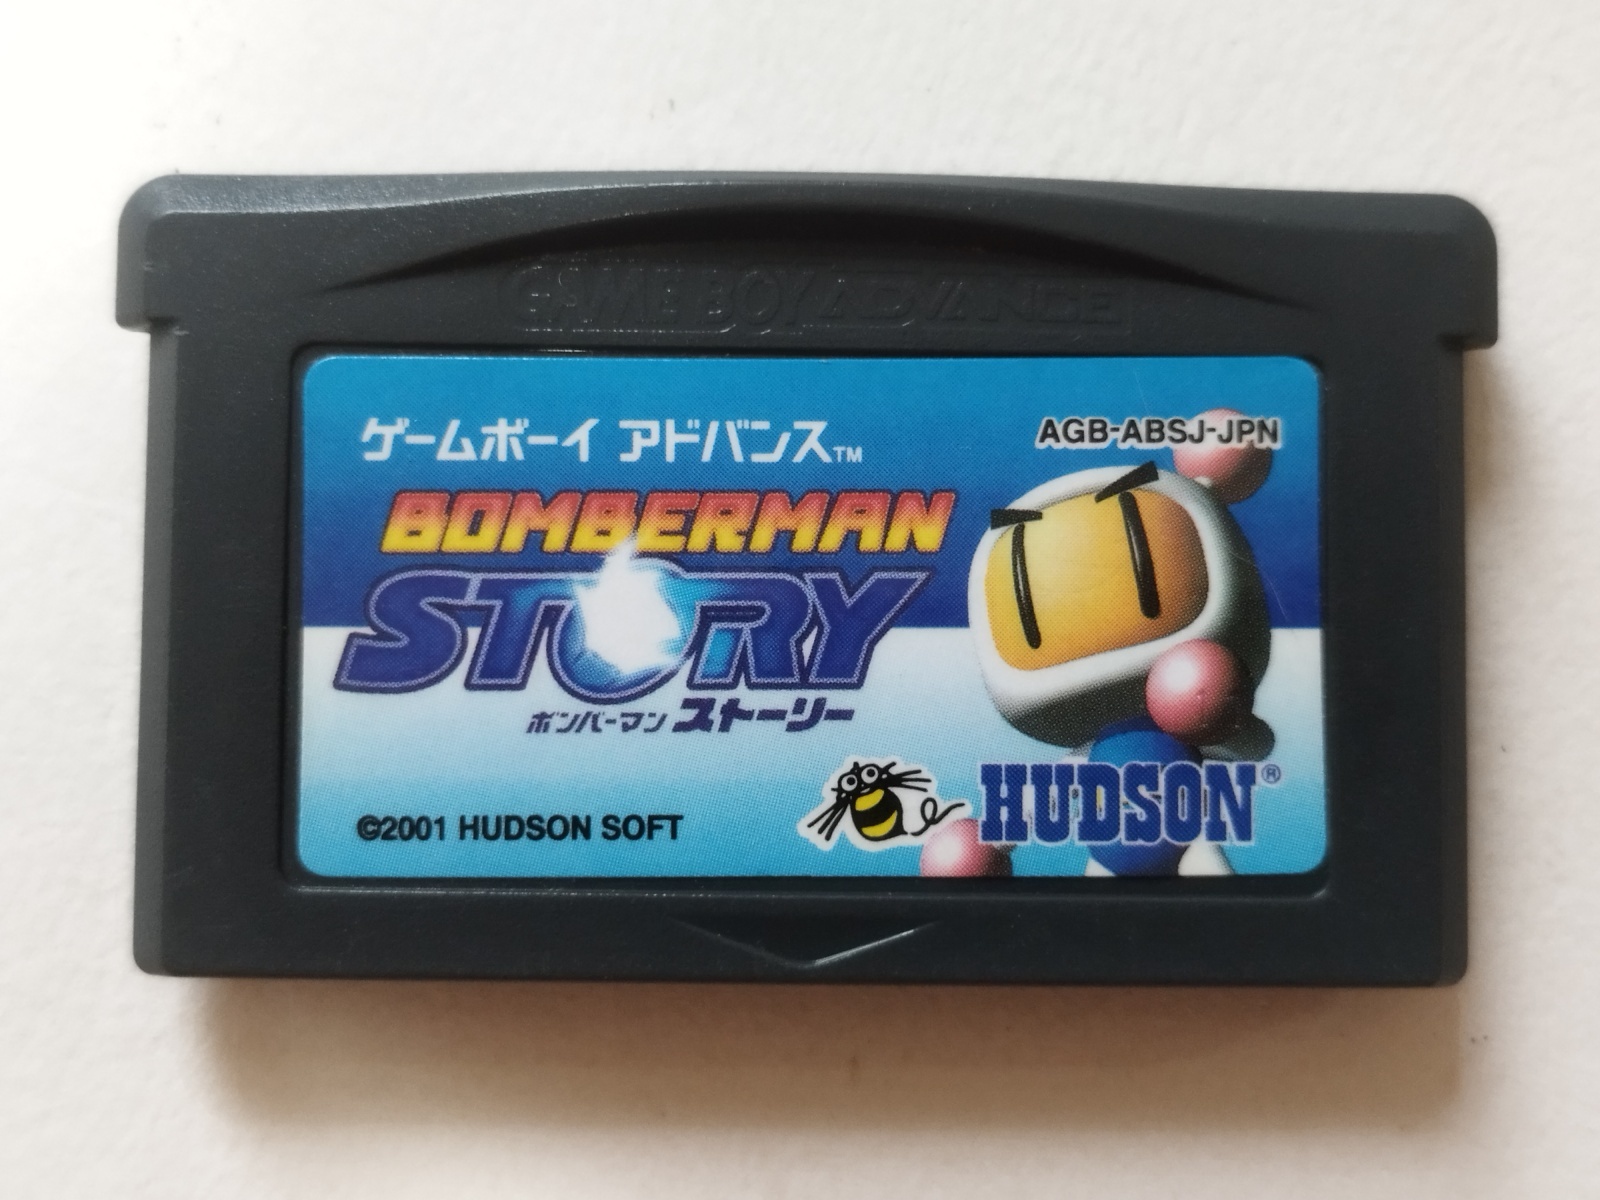 GAME BOY ADVANCE
ゲームボーイ アドバンス™
AGB-ABSJ-JPN
BOMBERMAN
STORY
ボンバーマン ストーリー
HUDSON®
©2001 HUDSON SOFT